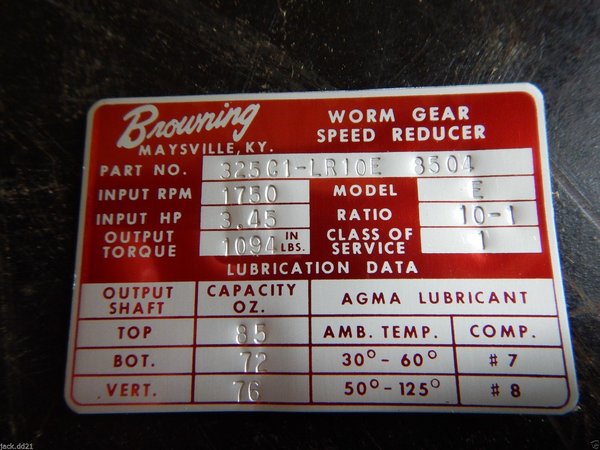 Browning
MAYSVILLE, KY.
WORM GEAR
SPEED REDUCER
PART NO. 325C1-LR10E 8504
INPUT RPM 1750 MODEL E
INPUT HP 3.45 RATIO 10-1
OUTPUT TORQUE 1094 IN LBS. CLASS OF SERVICE 1
LUBRICATION DATA
OUTPUT SHAFT CAPACITY OZ. AGMA LUBRICANT
TOP 85 AMB. TEMP. COMP.
BOT. 72 30° - 60° #7
VERT. 76 50° - 125° #8
jack.dd21